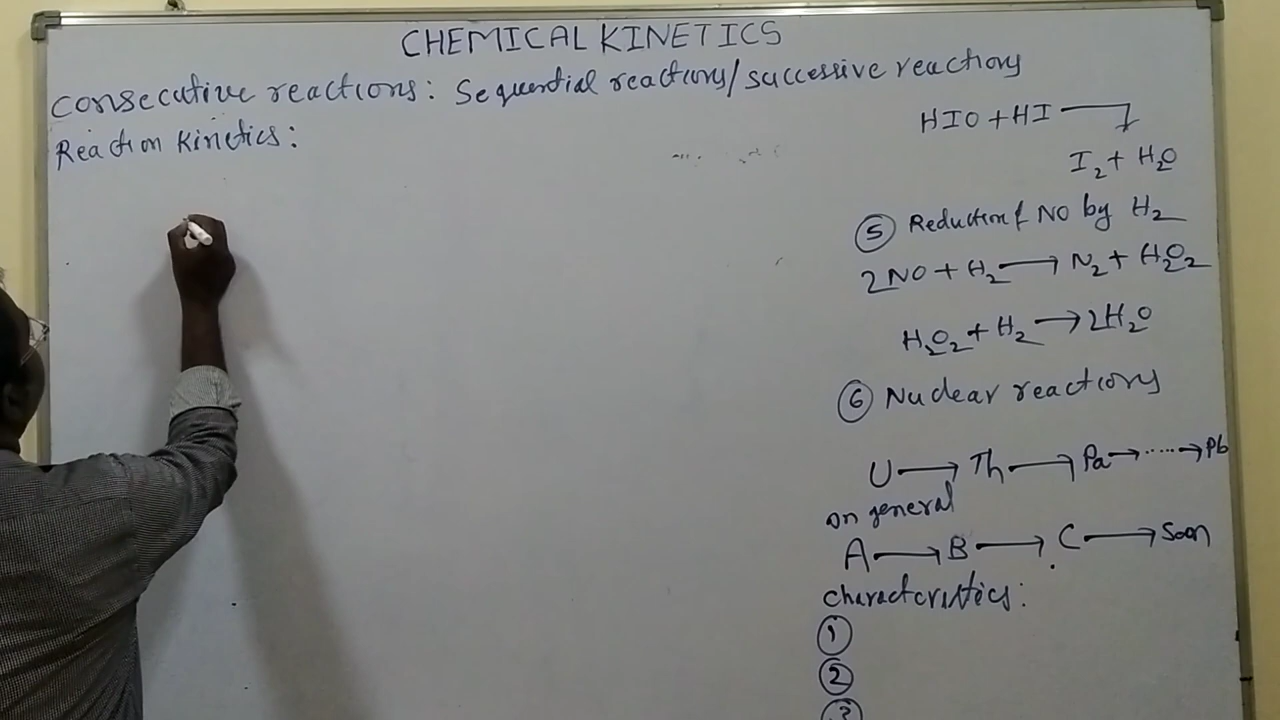 CHEMICAL KINETICS
Consecutive reactions: Sequential reactions/successive reactions
Reaction Kinetics:
HIO + HI ⟶
I₂ + H₂O
⑤ Reduction of NO by H₂
2NO + H₂ ⟶ N₂ + H₂O₂
H₂O₂ + H₂ ⟶ 2H₂O
⑥ Nuclear reactions
U ⟶ Th ⟶ Pa ⟶ ..... ⟶ Pb
on general
A ⟶ B ⟶ C ⟶ Soon
characteristics:
①
②
③